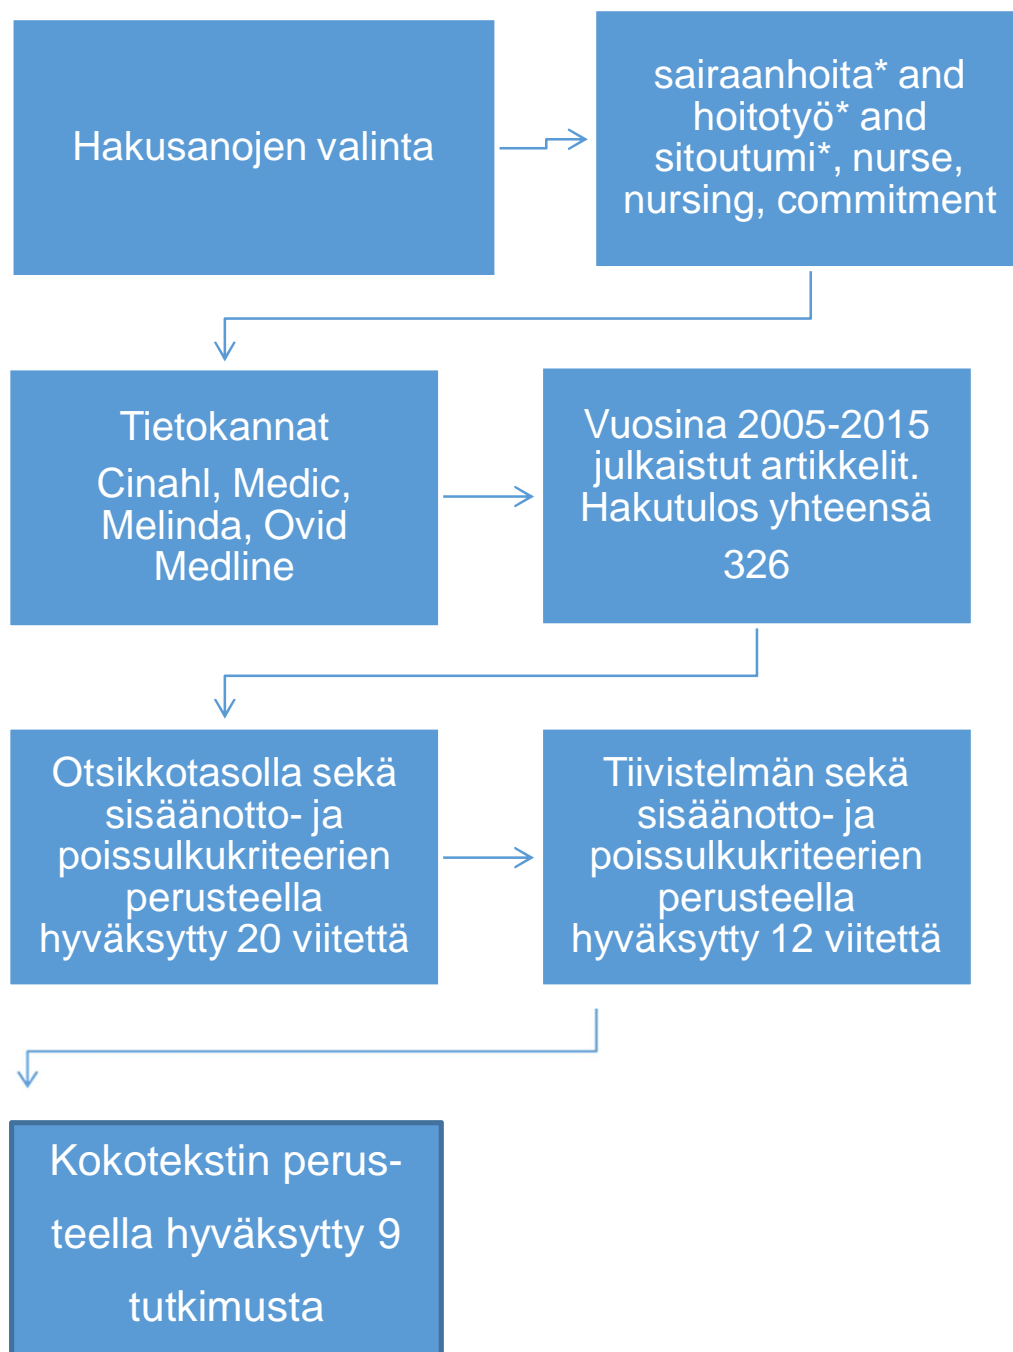 Hakusanojen valinta
sairaanhoita* and
hoitotyö* and
sitoutumi*, nurse,
nursing, commitment
Tietokannat
Cinahl, Medic,
Melinda, Ovid
Medline
Vuosina 2005-2015
julkaistut artikkelit.
Hakutulos yhteensä
326
Otsikkotasolla sekä
sisäänotto- ja
poissulkukriteerien
perusteella
hyväksytty 20 viitettä
Tiivistelmän sekä
sisäänotto- ja
poissulkukriteerien
perusteella
hyväksytty 12 viitettä
Kokotekstin perus-
teella hyväksytty 9
tutkimusta